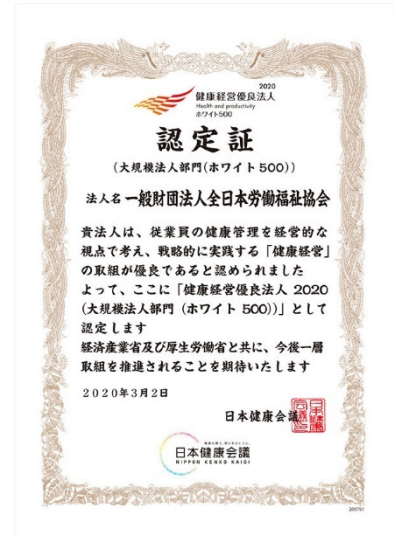 2020
健康経営優良法人
Health and productivity
ホワイト500
認定証
(大規模法人部門(ホワイト500))
法人名 一般財団法人全日本労働福祉協会
貴法人は、従業員の健康管理を経営的な
視点で考え、戦略的に実践する「健康経営」
の取組が優良であると認められました
よって、ここに「健康経営優良法人 2020
(大規模法人部門 (ホワイト 500))」として
認定します
経済産業省及び厚生労働省と共に、今後一層
取組を推進されることを期待いたします
2020年3月2日
日本健康会議
日本健康会議
NIPPON KENKO KAIGI